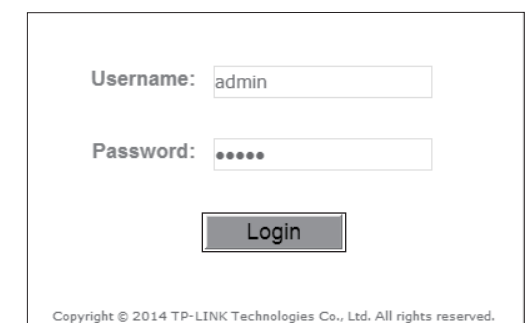 Username: admin
Password: •••••
Login
Copyright © 2014 TP-LINK Technologies Co., Ltd. All rights reserved.